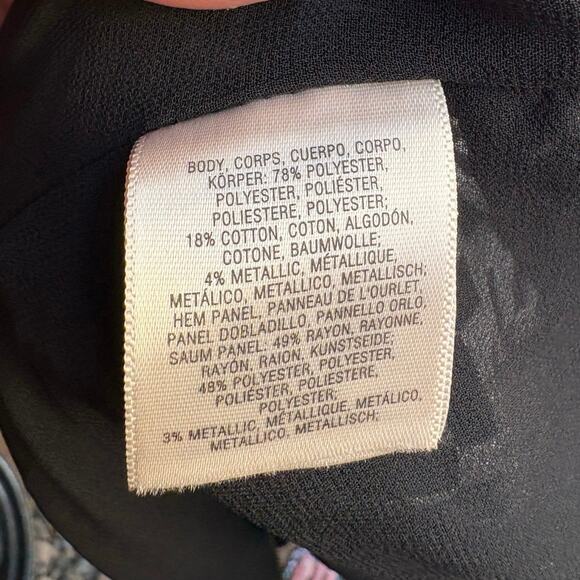 BODY, CORPS, CUERPO, CORPO,
KÖRPER: 78% POLYESTER,
POLYESTER, POLIÉSTER,
POLIESTERE, POLYESTER;
18% COTTON, COTON, ALGODÓN,
COTONE, BAUMWOLLE;
4% METALLIC, MÉTALLIQUE,
METÁLICO, METALLICO, METALLISCH;
HEM PANEL, PANNEAU DE L'OURLET,
PANEL DOBLADILLO, PANNELLO ORLO,
SAUM PANEL: 49% RAYON, RAYONNE,
RAYÓN, RAION, KUNSTSEIDE;
48% POLYESTER, POLYESTER,
POLIÉSTER, POLIESTERE,
POLYESTER;
3% METALLIC, MÉTALLIQUE, METÁLICO,
METALLICO, METALLISCH;